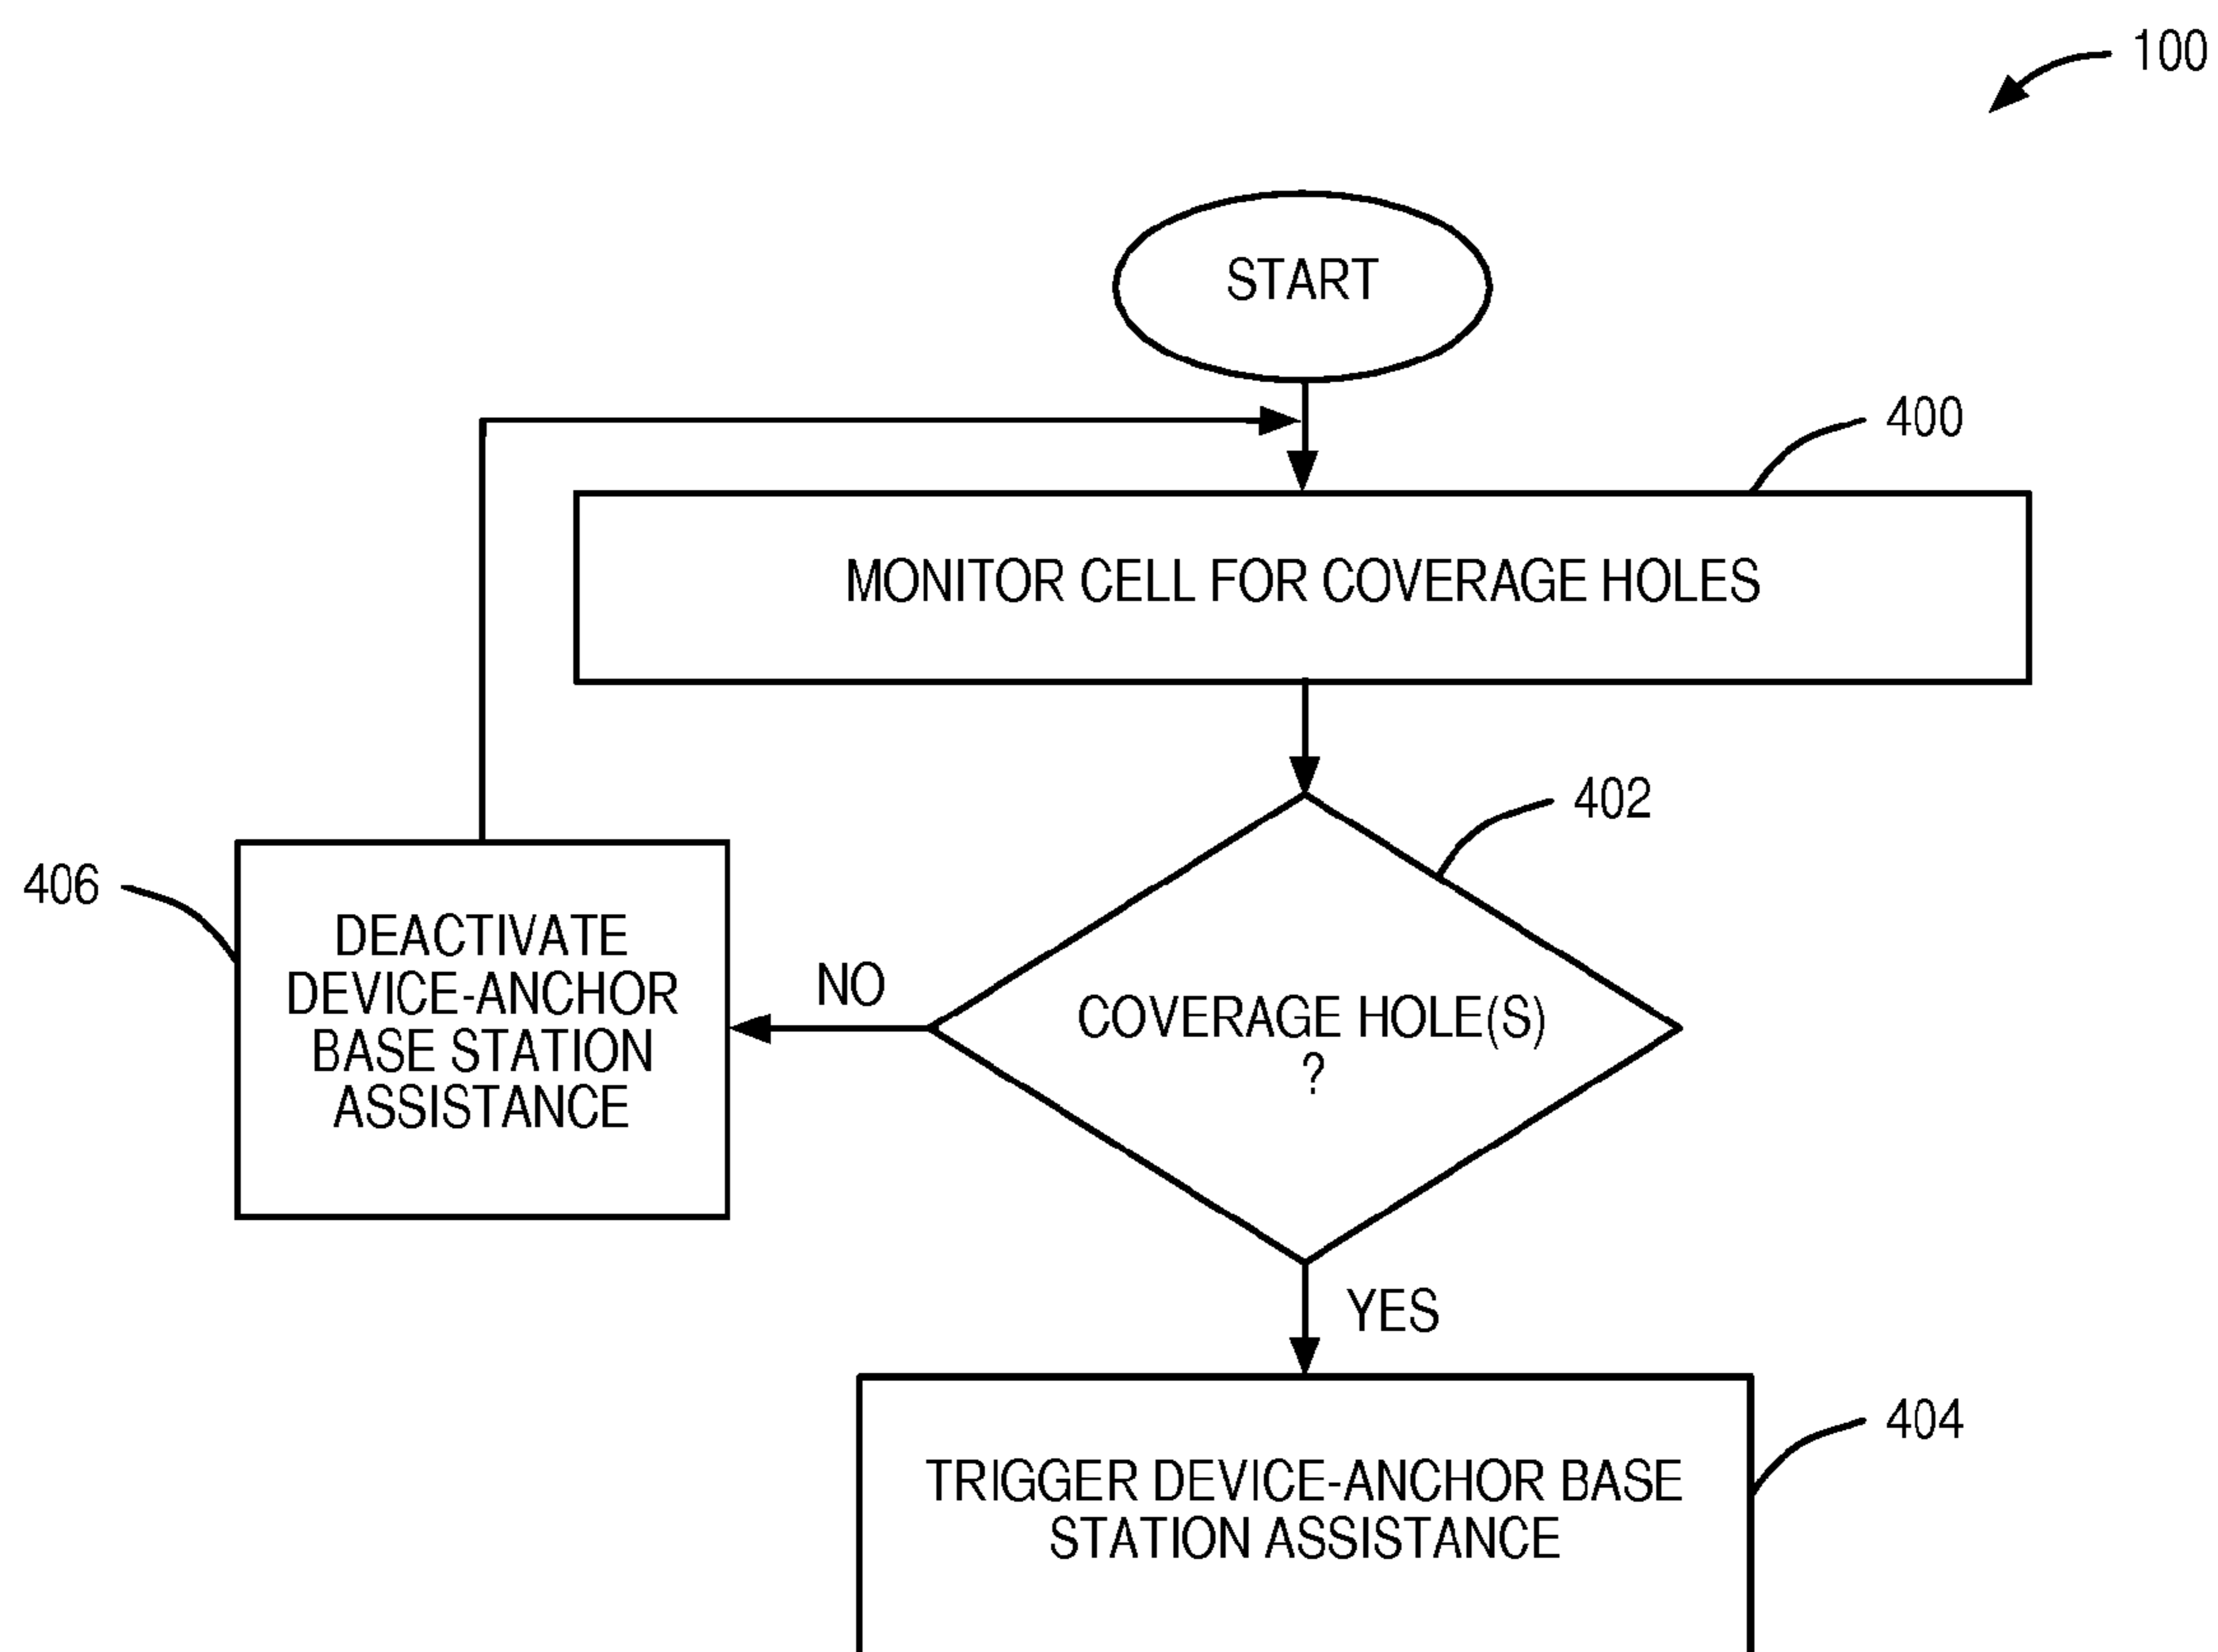 100
START
400
MONITOR CELL FOR COVERAGE HOLES
402
406
DEACTIVATE
DEVICE-ANCHOR
BASE STATION
ASSISTANCE
NO
COVERAGE HOLE(S)
?
YES
404
TRIGGER DEVICE-ANCHOR BASE
STATION ASSISTANCE